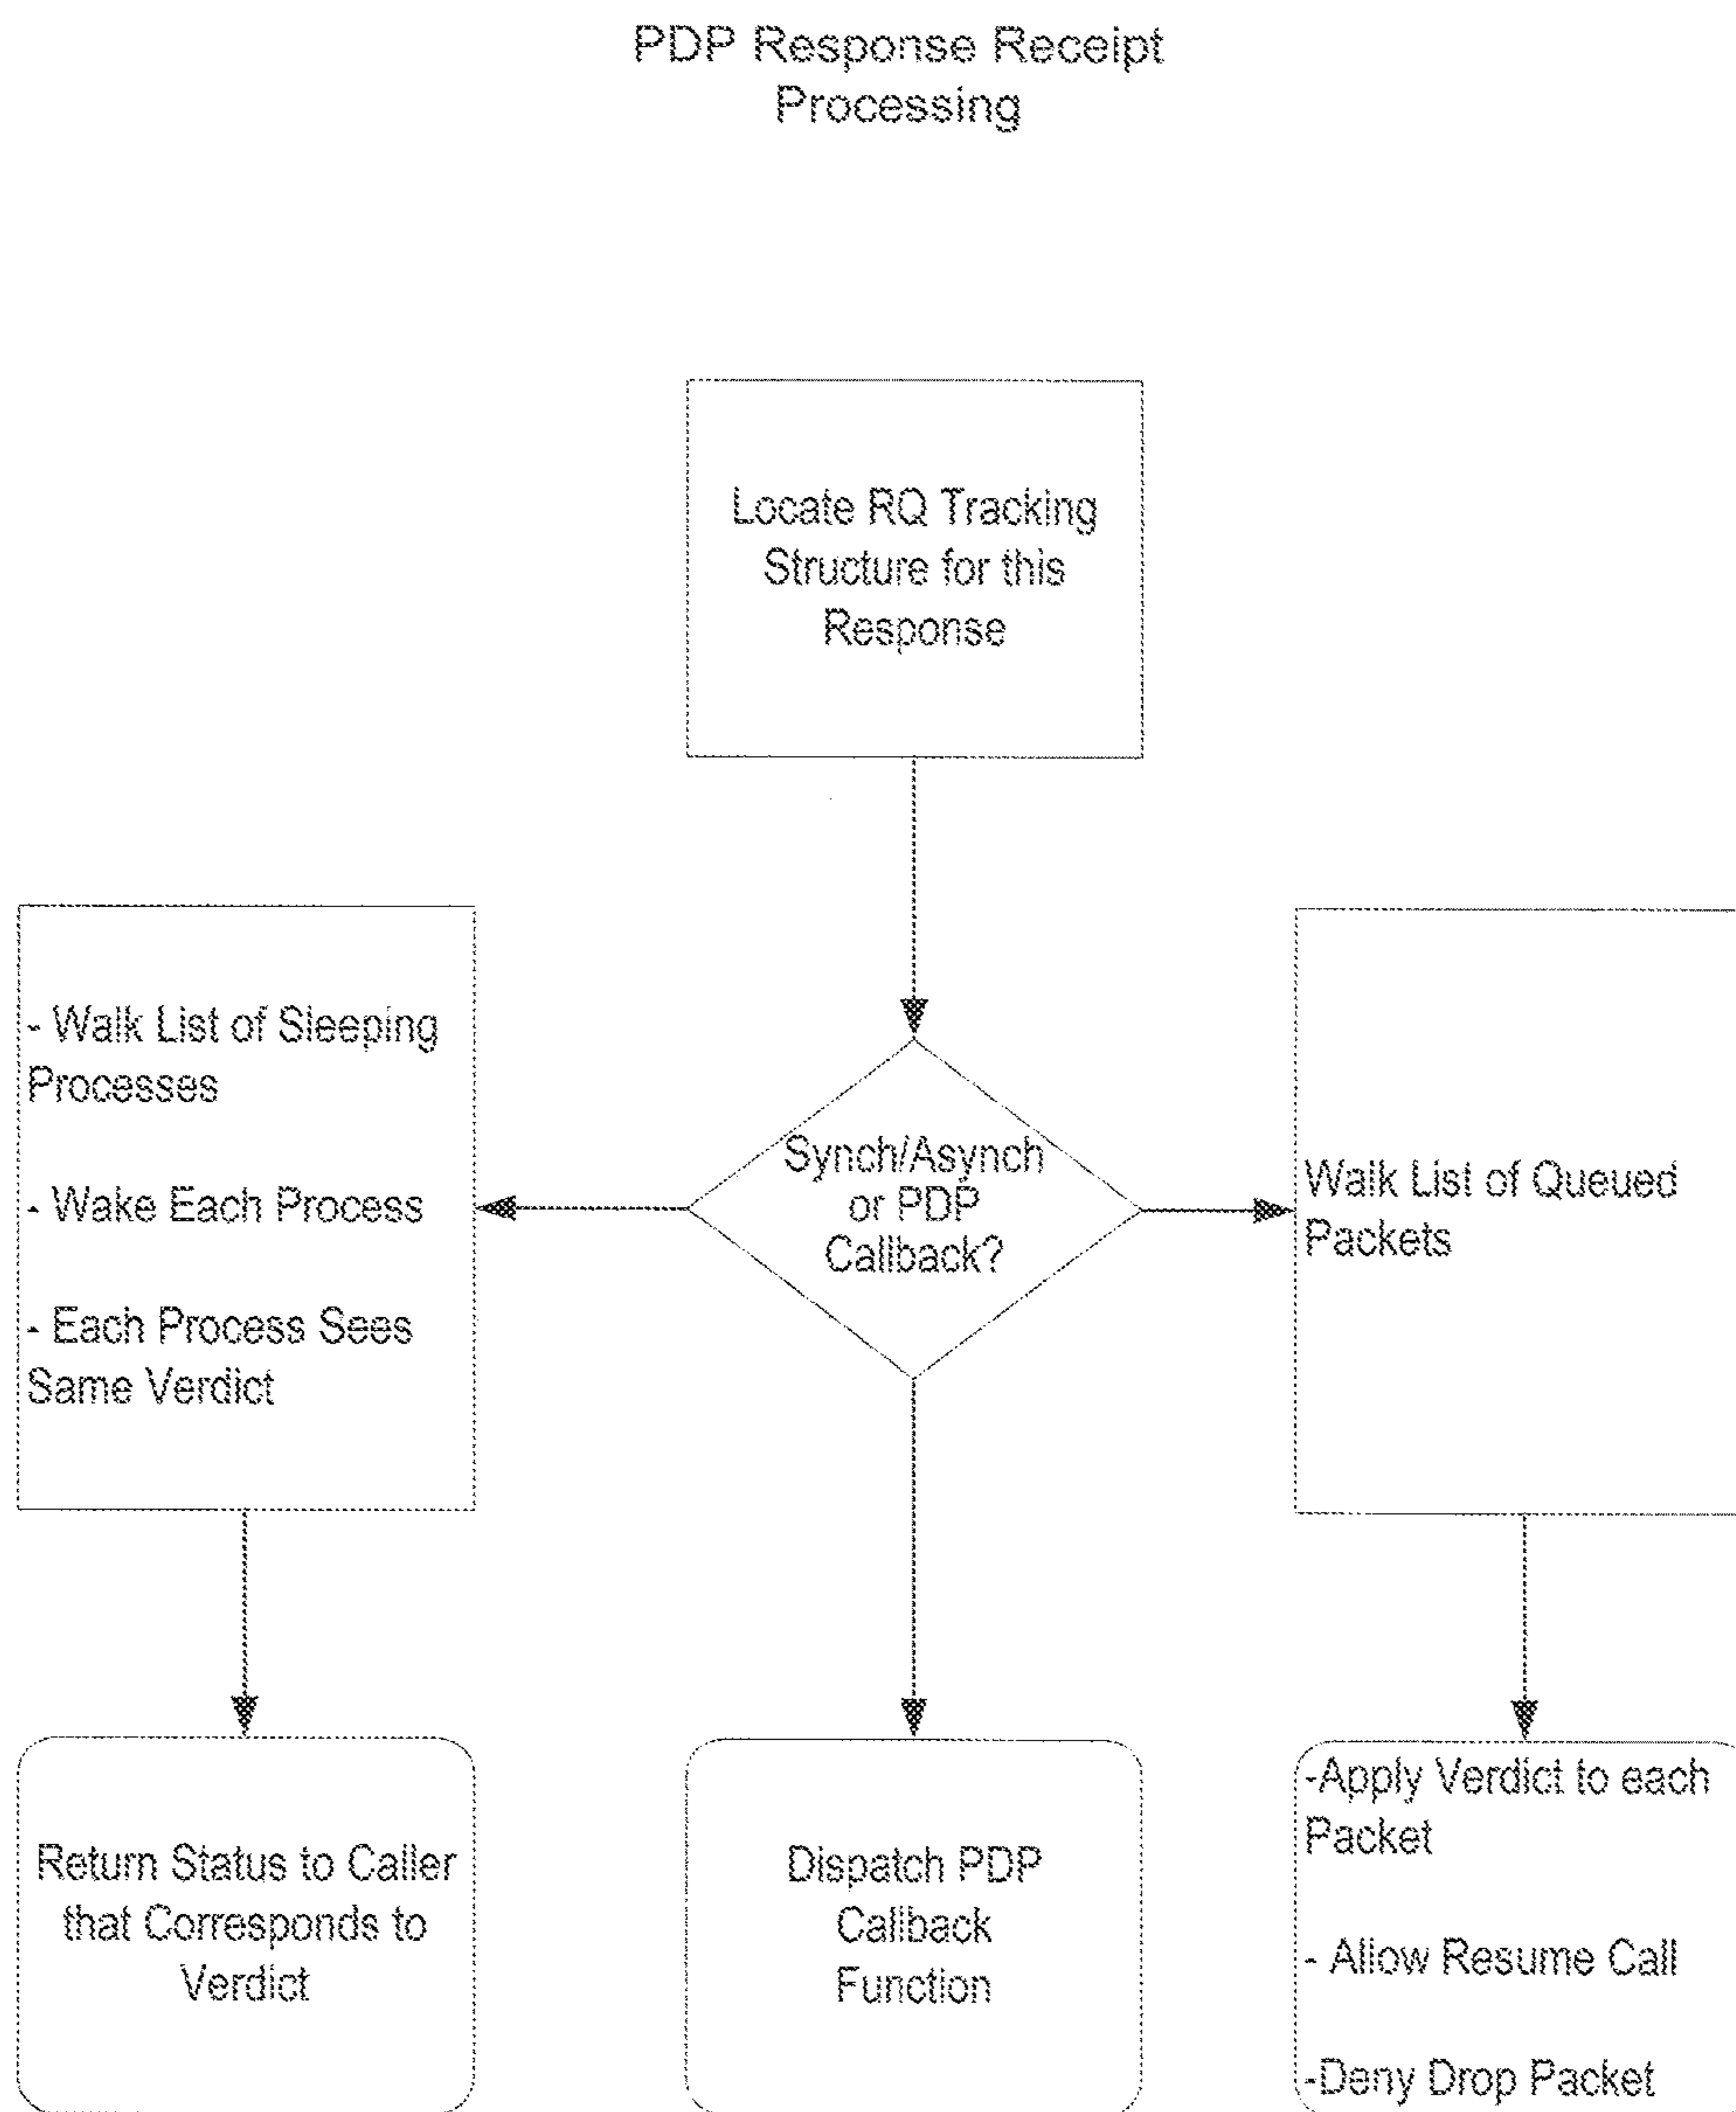 PDP Response Receipt
Processing
Locate RQ Tracking
Structure for this
Response
- Walk List of Sleeping
Processes
- Wake Each Process
- Each Process Sees
Same Verdict
Synch/Asynch
or PDP
Callback?
Walk List of Queued
Packets
Return Status to Caller
that Corresponds to
Verdict
Dispatch PDP
Callback
Function
-Apply Verdict to each
Packet
- Allow Resume Call
-Deny Drop Packet